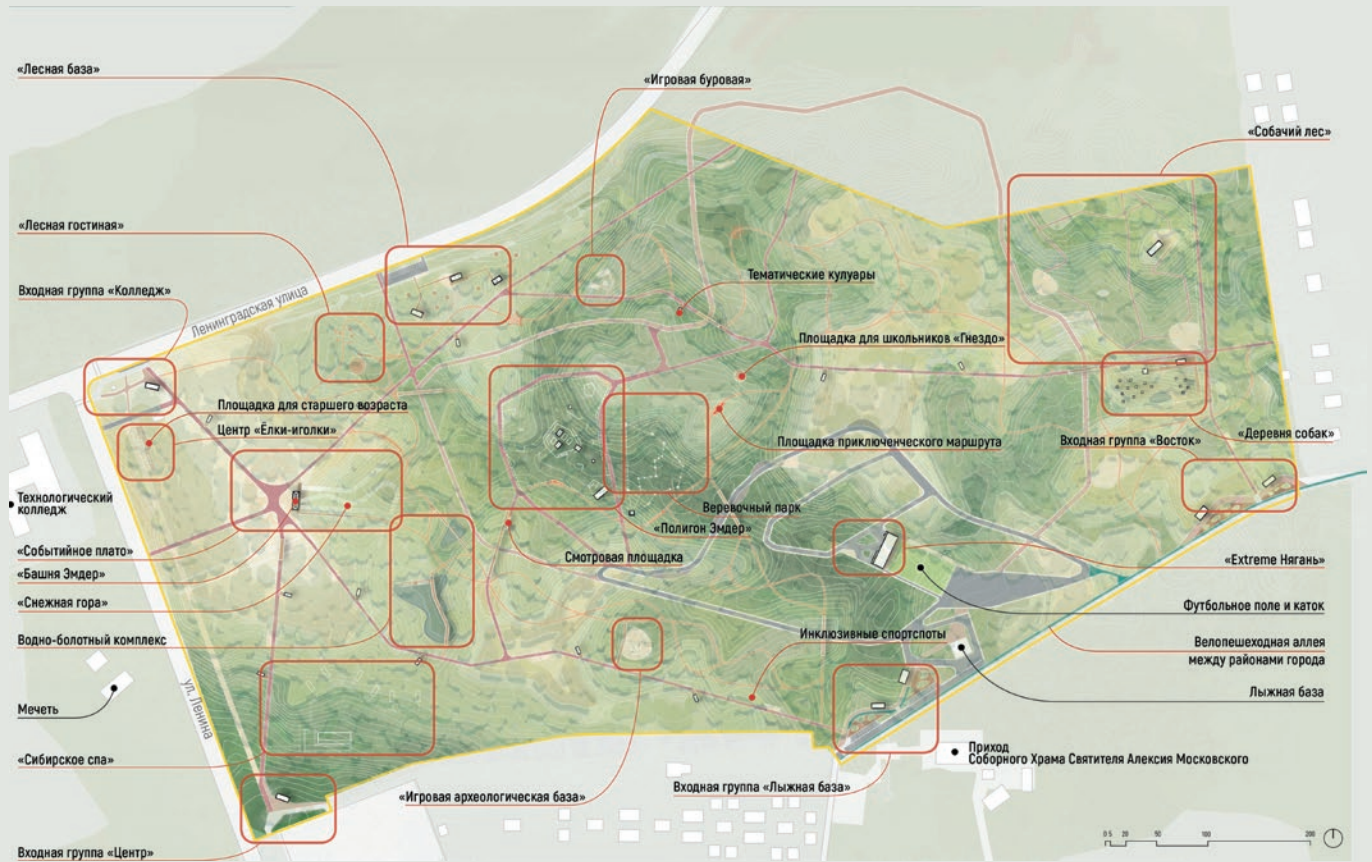 «Лесная база»
«Игровая буровая»
«Собачий лес»
«Лесная гостиная»
Тематические кулуары
Входная группа «Колледж»
Ленинградская улица
Площадка для школьников «Гнездо»
Площадка для старшего возраста
Центр «Ёлки-иголки»
Площадка приключенческого маршрута
Входная группа «Восток»
«Деревня собак»
Технологический
колледж
Веревочный парк
«Полигон Эмдер»
«Событийное плато»
Смотровая площадка
«Extreme Нягань»
«Башня Эмдер»
«Снежная гора»
Футбольное поле и каток
Водно-болотный комплекс
Инклюзивные спортспоты
Велопешеходная аллея
между районами города
ул. Ленина
Мечеть
Лыжная база
«Сибирское спа»
Приход
Соборного Храма Святителя Алексия Московского
«Игровая археологическая база»
Входная группа «Лыжная база»
0 5 20 50 100 200
Входная группа «Центр»